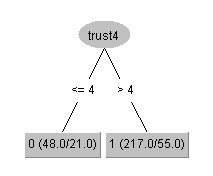 trust4
<= 4 > 4
0 (48.0/21.0) 1 (217.0/55.0)